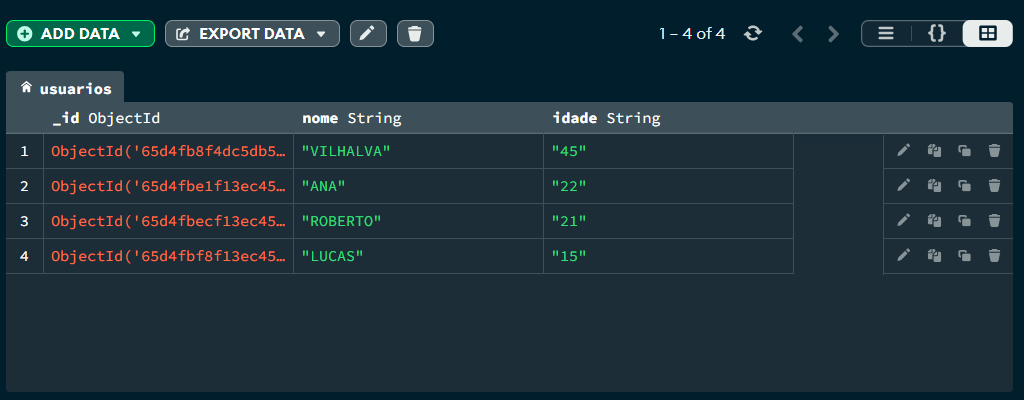 ADD DATA EXPORT DATA 1 – 4 of 4 {}
usuarios
_id ObjectId nome String idade String
1 ObjectId('65d4fb8f4dc5db5… "VILHALVA" "45"
2 ObjectId('65d4fbe1f13ec45… "ANA" "22"
3 ObjectId('65d4fbecf13ec45… "ROBERTO" "21"
4 ObjectId('65d4fbf8f13ec45… "LUCAS" "15"